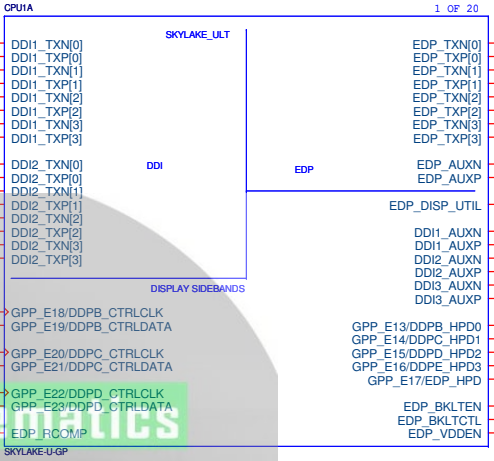 CPU1A
1 OF 20
SKYLAKE_ULT
DDI1_TXN[0]
DDI1_TXP[0]
DDI1_TXN[1]
DDI1_TXP[1]
DDI1_TXN[2]
DDI1_TXP[2]
DDI1_TXN[3]
DDI1_TXP[3]
DDI2_TXN[0]
DDI2_TXP[0]
DDI2_TXN[1]
DDI2_TXP[1]
DDI2_TXN[2]
DDI2_TXP[2]
DDI2_TXN[3]
DDI2_TXP[3]
DDI
DISPLAY SIDEBANDS
GPP_E18/DDPB_CTRLCLK
GPP_E19/DDPB_CTRLDATA
GPP_E20/DDPC_CTRLCLK
GPP_E21/DDPC_CTRLDATA
GPP_E22/DDPD_CTRLCLK
GPP_E23/DDPD_CTRLDATA
EDP_RCOMP
EDP
EDP_TXN[0]
EDP_TXP[0]
EDP_TXN[1]
EDP_TXP[1]
EDP_TXN[2]
EDP_TXP[2]
EDP_TXN[3]
EDP_TXP[3]
EDP_AUXN
EDP_AUXP
EDP_DISP_UTIL
DDI1_AUXN
DDI1_AUXP
DDI2_AUXN
DDI2_AUXP
DDI3_AUXN
DDI3_AUXP
GPP_E13/DDPB_HPD0
GPP_E14/DDPC_HPD1
GPP_E15/DDPD_HPD2
GPP_E16/DDPE_HPD3
GPP_E17/EDP_HPD
EDP_BKLTEN
EDP_BKLTCTL
EDP_VDDEN
ematics
SKYLAKE-U-GP